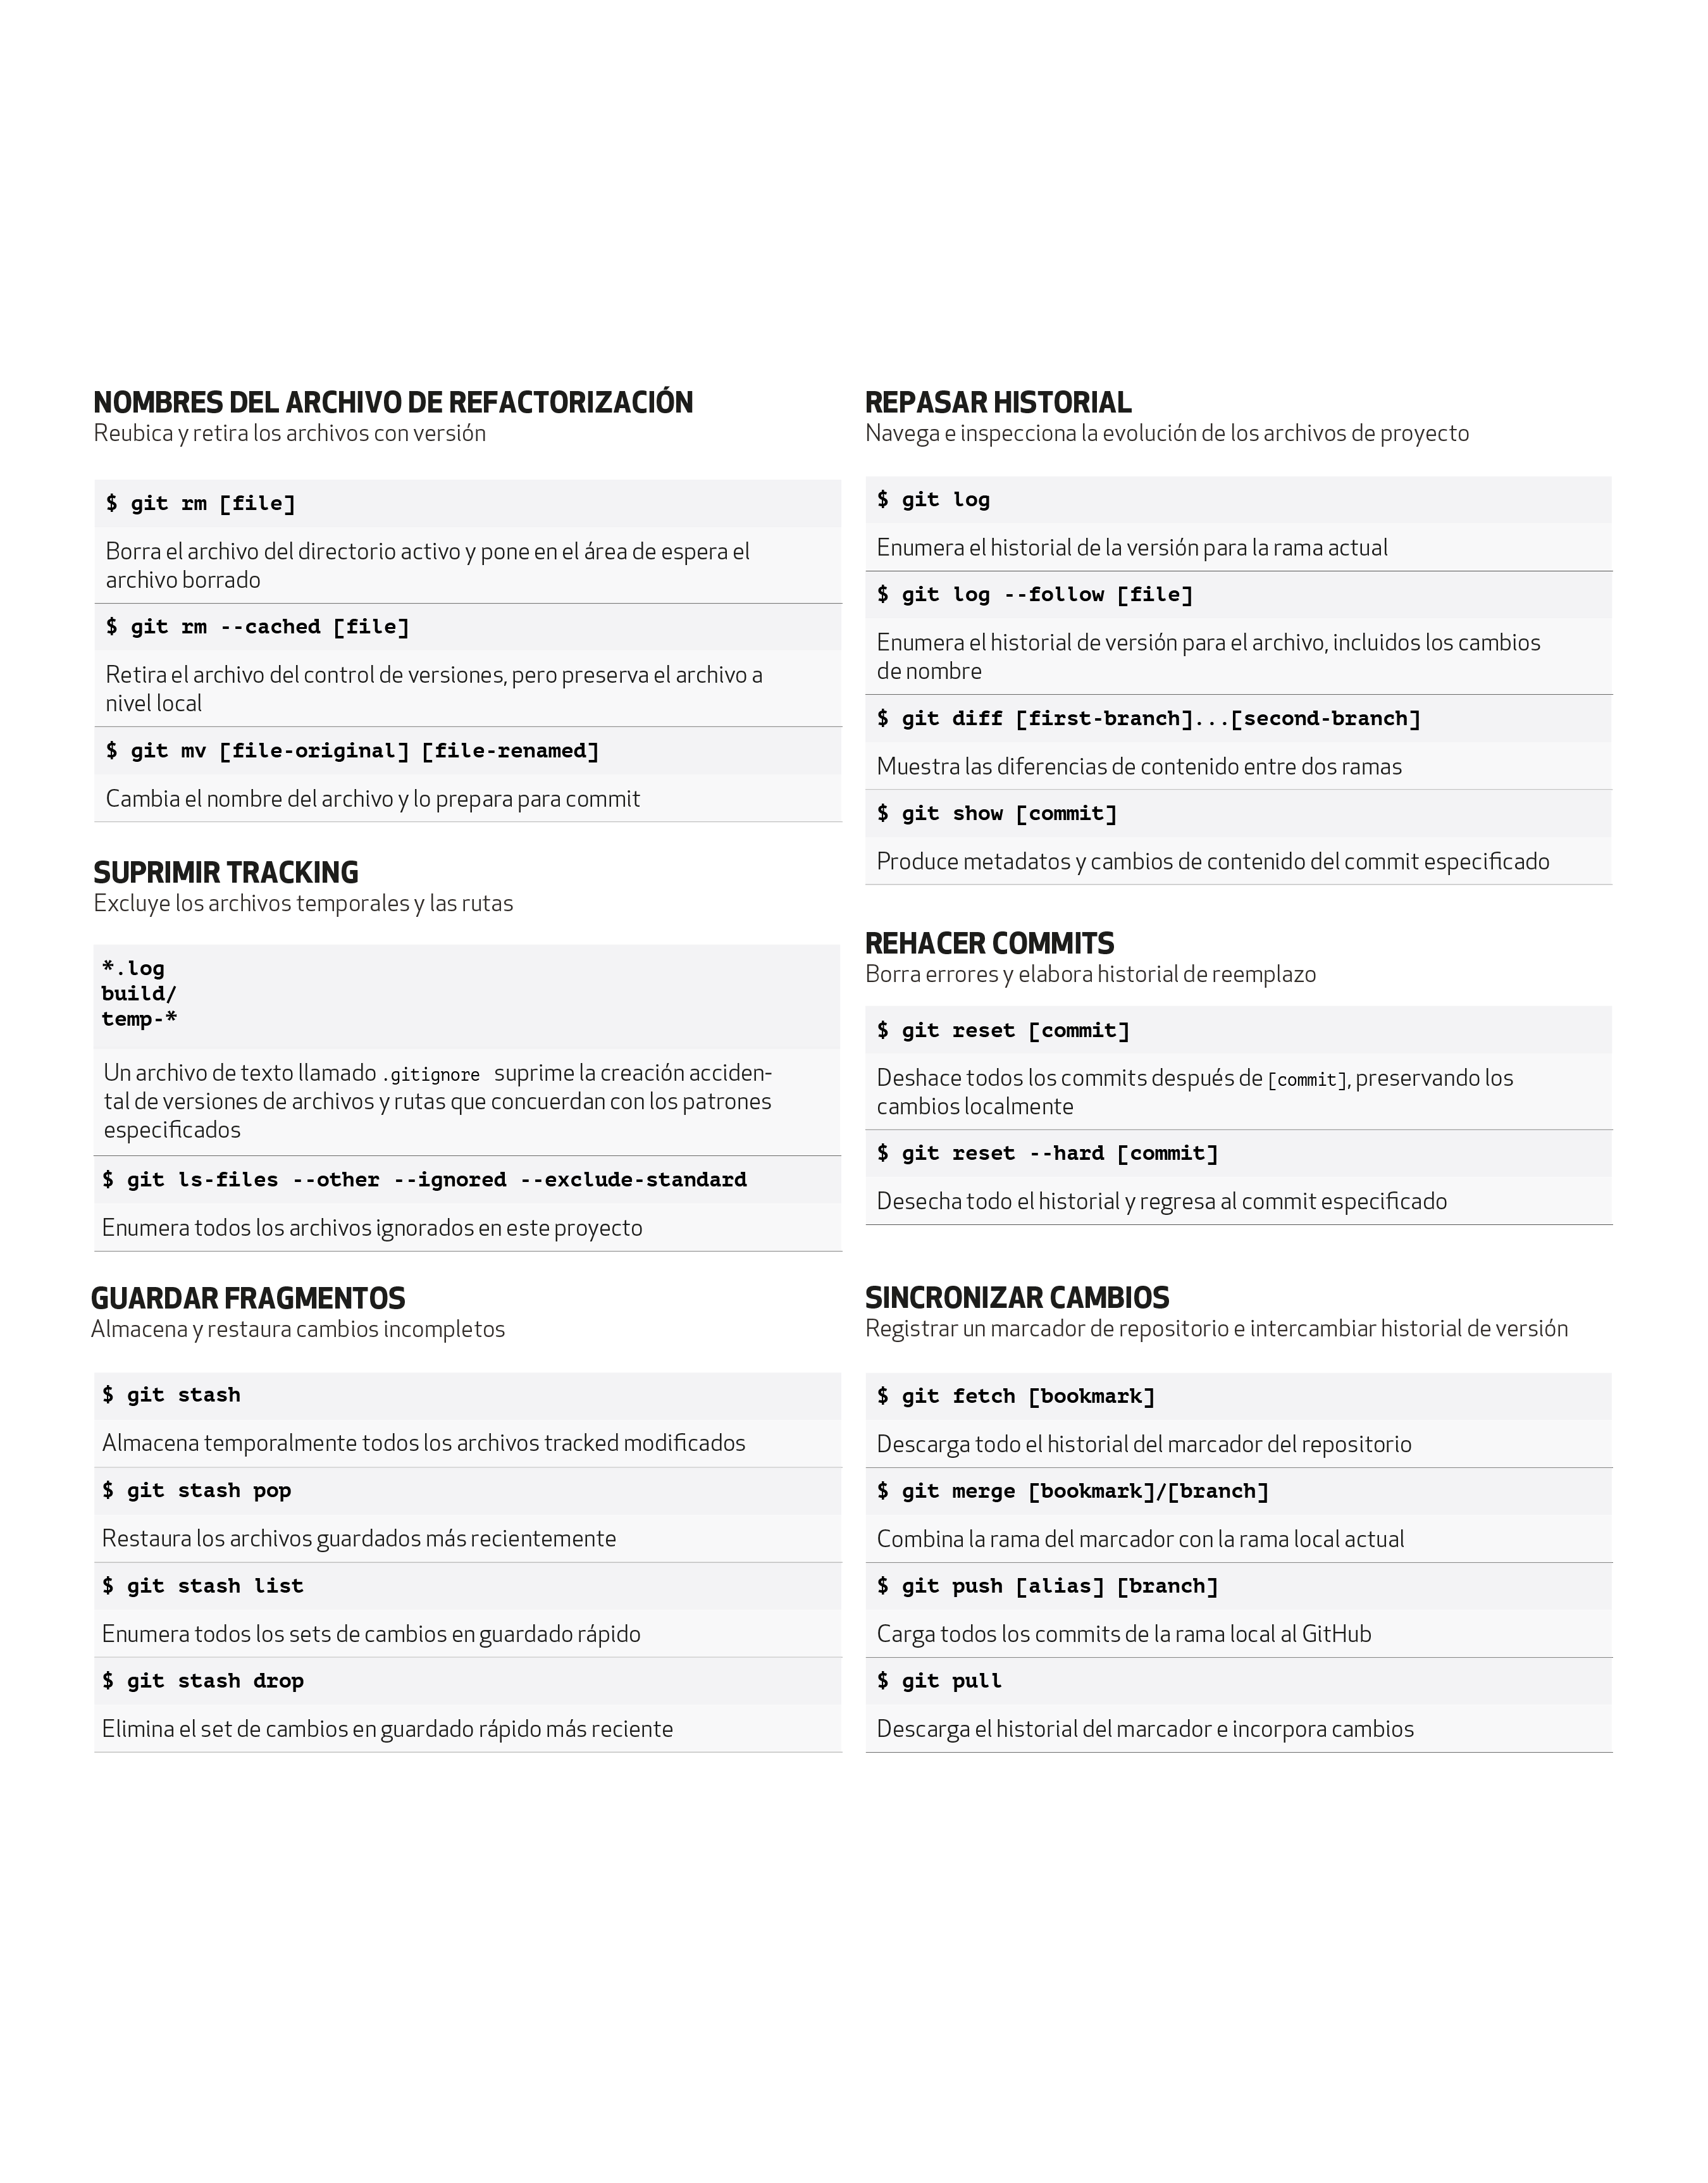 NOMBRES DEL ARCHIVO DE REFACTORIZACIÓN
Reubica y retira los archivos con versión
$ git rm [file]
Borra el archivo del directorio activo y pone en el área de espera el
archivo borrado
$ git rm --cached [file]
Retira el archivo del control de versiones, pero preserva el archivo a
nivel local
$ git mv [file-original] [file-renamed]
Cambia el nombre del archivo y lo prepara para commit
SUPRIMIR TRACKING
Excluye los archivos temporales y las rutas
*.log
build/
temp-*
Un archivo de texto llamado .gitignore suprime la creación acciden-
tal de versiones de archivos y rutas que concuerdan con los patrones
especificados
$ git ls-files --other --ignored --exclude-standard
Enumera todos los archivos ignorados en este proyecto
GUARDAR FRAGMENTOS
Almacena y restaura cambios incompletos
$ git stash
Almacena temporalmente todos los archivos tracked modificados
$ git stash pop
Restaura los archivos guardados más recientemente
$ git stash list
Enumera todos los sets de cambios en guardado rápido
$ git stash drop
Elimina el set de cambios en guardado rápido más reciente
REPASAR HISTORIAL
Navega e inspecciona la evolución de los archivos de proyecto
$ git log
Enumera el historial de la versión para la rama actual
$ git log --follow [file]
Enumera el historial de versión para el archivo, incluidos los cambios
de nombre
$ git diff [first-branch]...[second-branch]
Muestra las diferencias de contenido entre dos ramas
$ git show [commit]
Produce metadatos y cambios de contenido del commit especificado
REHACER COMMITS
Borra errores y elabora historial de reemplazo
$ git reset [commit]
Deshace todos los commits después de [commit], preservando los
cambios localmente
$ git reset --hard [commit]
Desecha todo el historial y regresa al commit especificado
SINCRONIZAR CAMBIOS
Registrar un marcador de repositorio e intercambiar historial de versión
$ git fetch [bookmark]
Descarga todo el historial del marcador del repositorio
$ git merge [bookmark]/[branch]
Combina la rama del marcador con la rama local actual
$ git push [alias] [branch]
Carga todos los commits de la rama local al GitHub
$ git pull
Descarga el historial del marcador e incorpora cambios